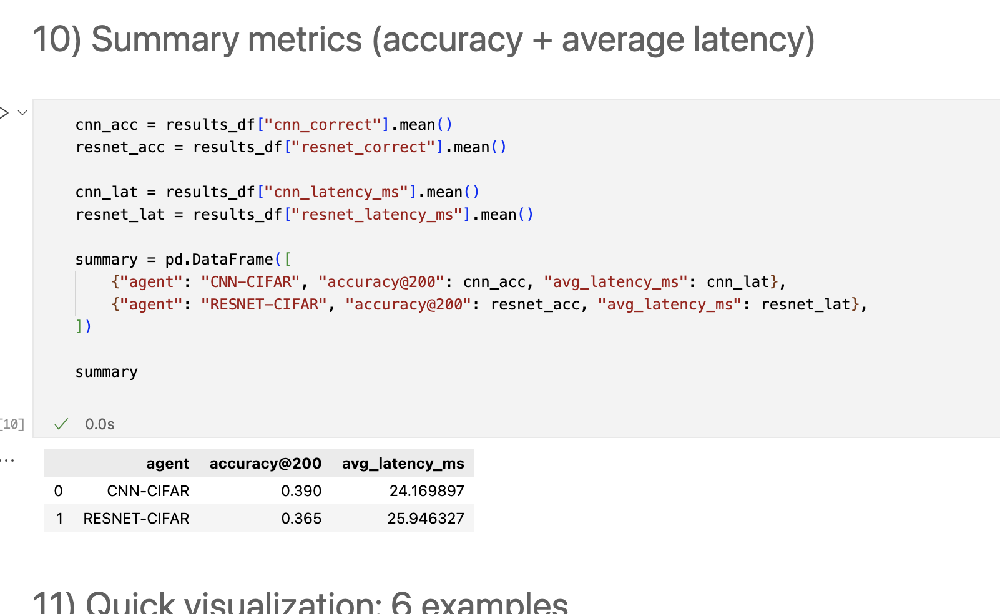 10) Summary metrics (accuracy + average latency)
cnn_acc = results_df["cnn_correct"].mean()
resnet_acc = results_df["resnet_correct"].mean()
cnn_lat = results_df["cnn_latency_ms"].mean()
resnet_lat = results_df["resnet_latency_ms"].mean()
summary = pd.DataFrame([
    {"agent": "CNN-CIFAR", "accuracy@200": cnn_acc, "avg_latency_ms": cnn_lat},
    {"agent": "RESNET-CIFAR", "accuracy@200": resnet_acc, "avg_latency_ms": resnet_lat},
])
summary
[10] 0.0s
...
agent accuracy@200 avg_latency_ms
0 CNN-CIFAR 0.390 24.169897
1 RESNET-CIFAR 0.365 25.946327
11) Quick visualization: 6 examples